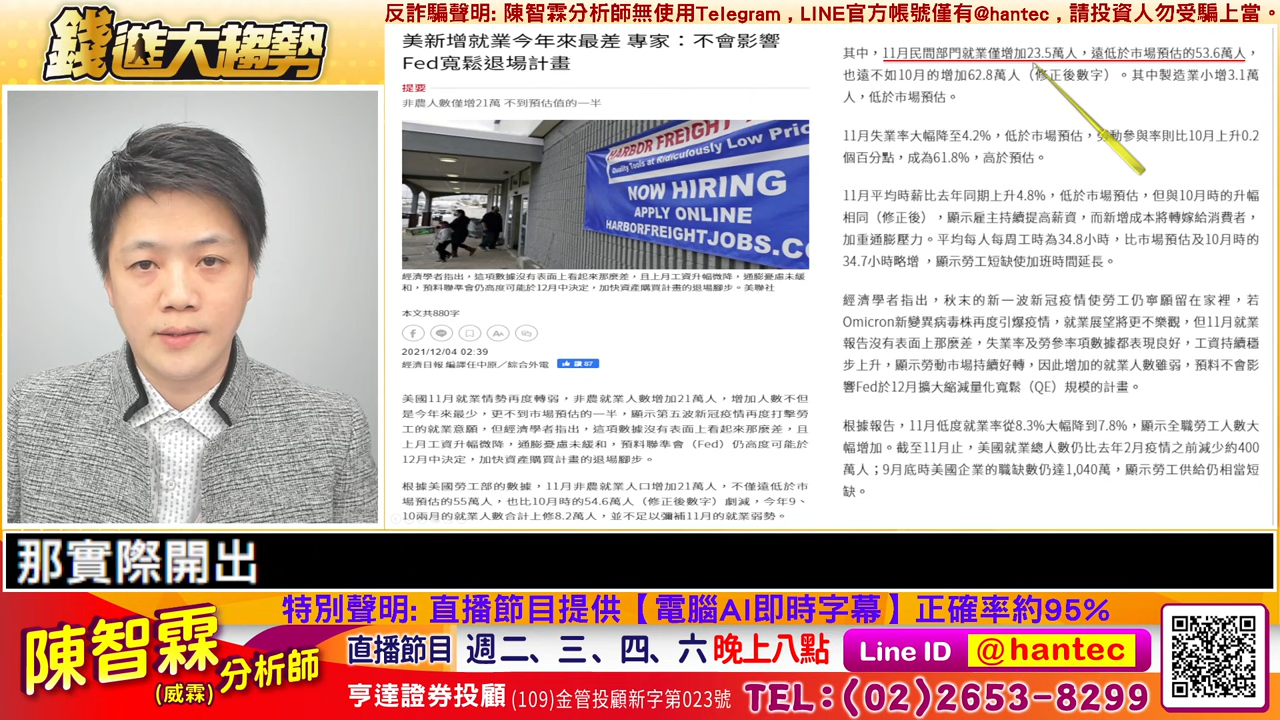 反詐騙聲明: 陳智霖分析師無使用Telegram , LINE官方帳號僅有@hantec , 請投資人勿受騙上當。
錢進大趨勢
美新增就業今年來最差 專家：不會影響
Fed寬鬆退場計畫
提要
非農人數僅增21萬 不到預估值的一半
HARBOR FREIGHT
Quality Tools at Ridiculously Low Pric
NOW HIRING
APPLY ONLINE
HARBORFREIGHTJOBS.C
經濟學者指出，這項數據沒有表面上看起來那麼差，且上月工資升幅微降，通膨憂慮未緩
和，預料聯準會仍高度可能於12月中決定，加快資產購買計畫的退場腳步。美聯社
本文共880字
2021/12/04 02:39
經濟日報 編譯任中原／綜合外電
讚 87
美國11月就業情勢再度轉弱，非農就業人數增加21萬人，增加人數不但
是今年來最少，更不到市場預估的一半，顯示第五波新冠疫情再度打擊勞
工的就業意願，但經濟學者指出，這項數據沒有表面上看起來那麼差，且
上月工資升幅微降，通膨憂慮未緩和，預料聯準會（Fed）仍高度可能於
12月中決定，加快資產購買計畫的退場腳步。
根據美國勞工部的數據，11月非農就業人口增加21萬人，不僅遠低於市
場預估的55萬人，也比10月時的54.6萬人（修正後數字）劇減，今年9、
10兩月的就業人數合計上修8.2萬人，並不足以彌補11月的就業弱勢。
其中，11月民間部門就業僅增加23.5萬人，遠低於市場預估的53.6萬人，
也遠不如10月的增加62.8萬人（修正後數字）。其中製造業小增3.1萬
人，低於市場預估。
11月失業率大幅降至4.2%，低於市場預估，勞動參與率則比10月上升0.2
個百分點，成為61.8%，高於預估。
11月平均時薪比去年同期上升4.8%，低於市場預估，但與10月時的升幅
相同（修正後），顯示雇主持續提高薪資，而新增成本將轉嫁給消費者，
加重通膨壓力。平均每人每周工時為34.8小時，比市場預估及10月時的
34.7小時略增 ，顯示勞工短缺使加班時間延長。
經濟學者指出，秋末的新一波新冠疫情使勞工仍寧願留在家裡，若
Omicron新變異病毒株再度引爆疫情，就業展望將更不樂觀，但11月就業
報告沒有表面上那麼差，失業率及勞參率項數據都表現良好，工資持續穩
步上升，顯示勞動市場持續好轉，因此增加的就業人數雖弱，預料不會影
響Fed於12月擴大縮減量化寬鬆（QE）規模的計畫。
根據報告，11月低度就業率從8.3%大幅降到7.8%，顯示全職勞工人數大
幅增加。截至11月止，美國就業總人數仍比去年2月疫情之前減少約400
萬人；9月底時美國企業的職缺數仍達1,040萬，顯示勞工供給仍相當短
缺。
那實際開出
特別聲明: 直播節目提供【電腦AI即時字幕】正確率約95%
陳智霖
(威霖)
分析師
直播節目 週二、三、四、六晚上八點
Line ID @hantec
亨達證券投顧 (109)金管投顧新字第023號 TEL:(02)2653-8299